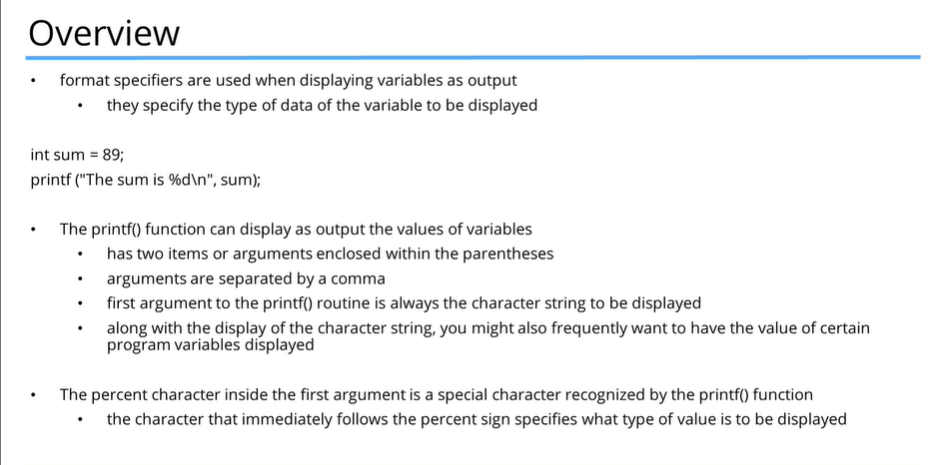 Overview
• format specifiers are used when displaying variables as output
• they specify the type of data of the variable to be displayed
int sum = 89;
printf ("The sum is %d\n", sum);
• The printf() function can display as output the values of variables
• has two items or arguments enclosed within the parentheses
• arguments are separated by a comma
• first argument to the printf() routine is always the character string to be displayed
• along with the display of the character string, you might also frequently want to have the value of certain
program variables displayed
• The percent character inside the first argument is a special character recognized by the printf() function
• the character that immediately follows the percent sign specifies what type of value is to be displayed